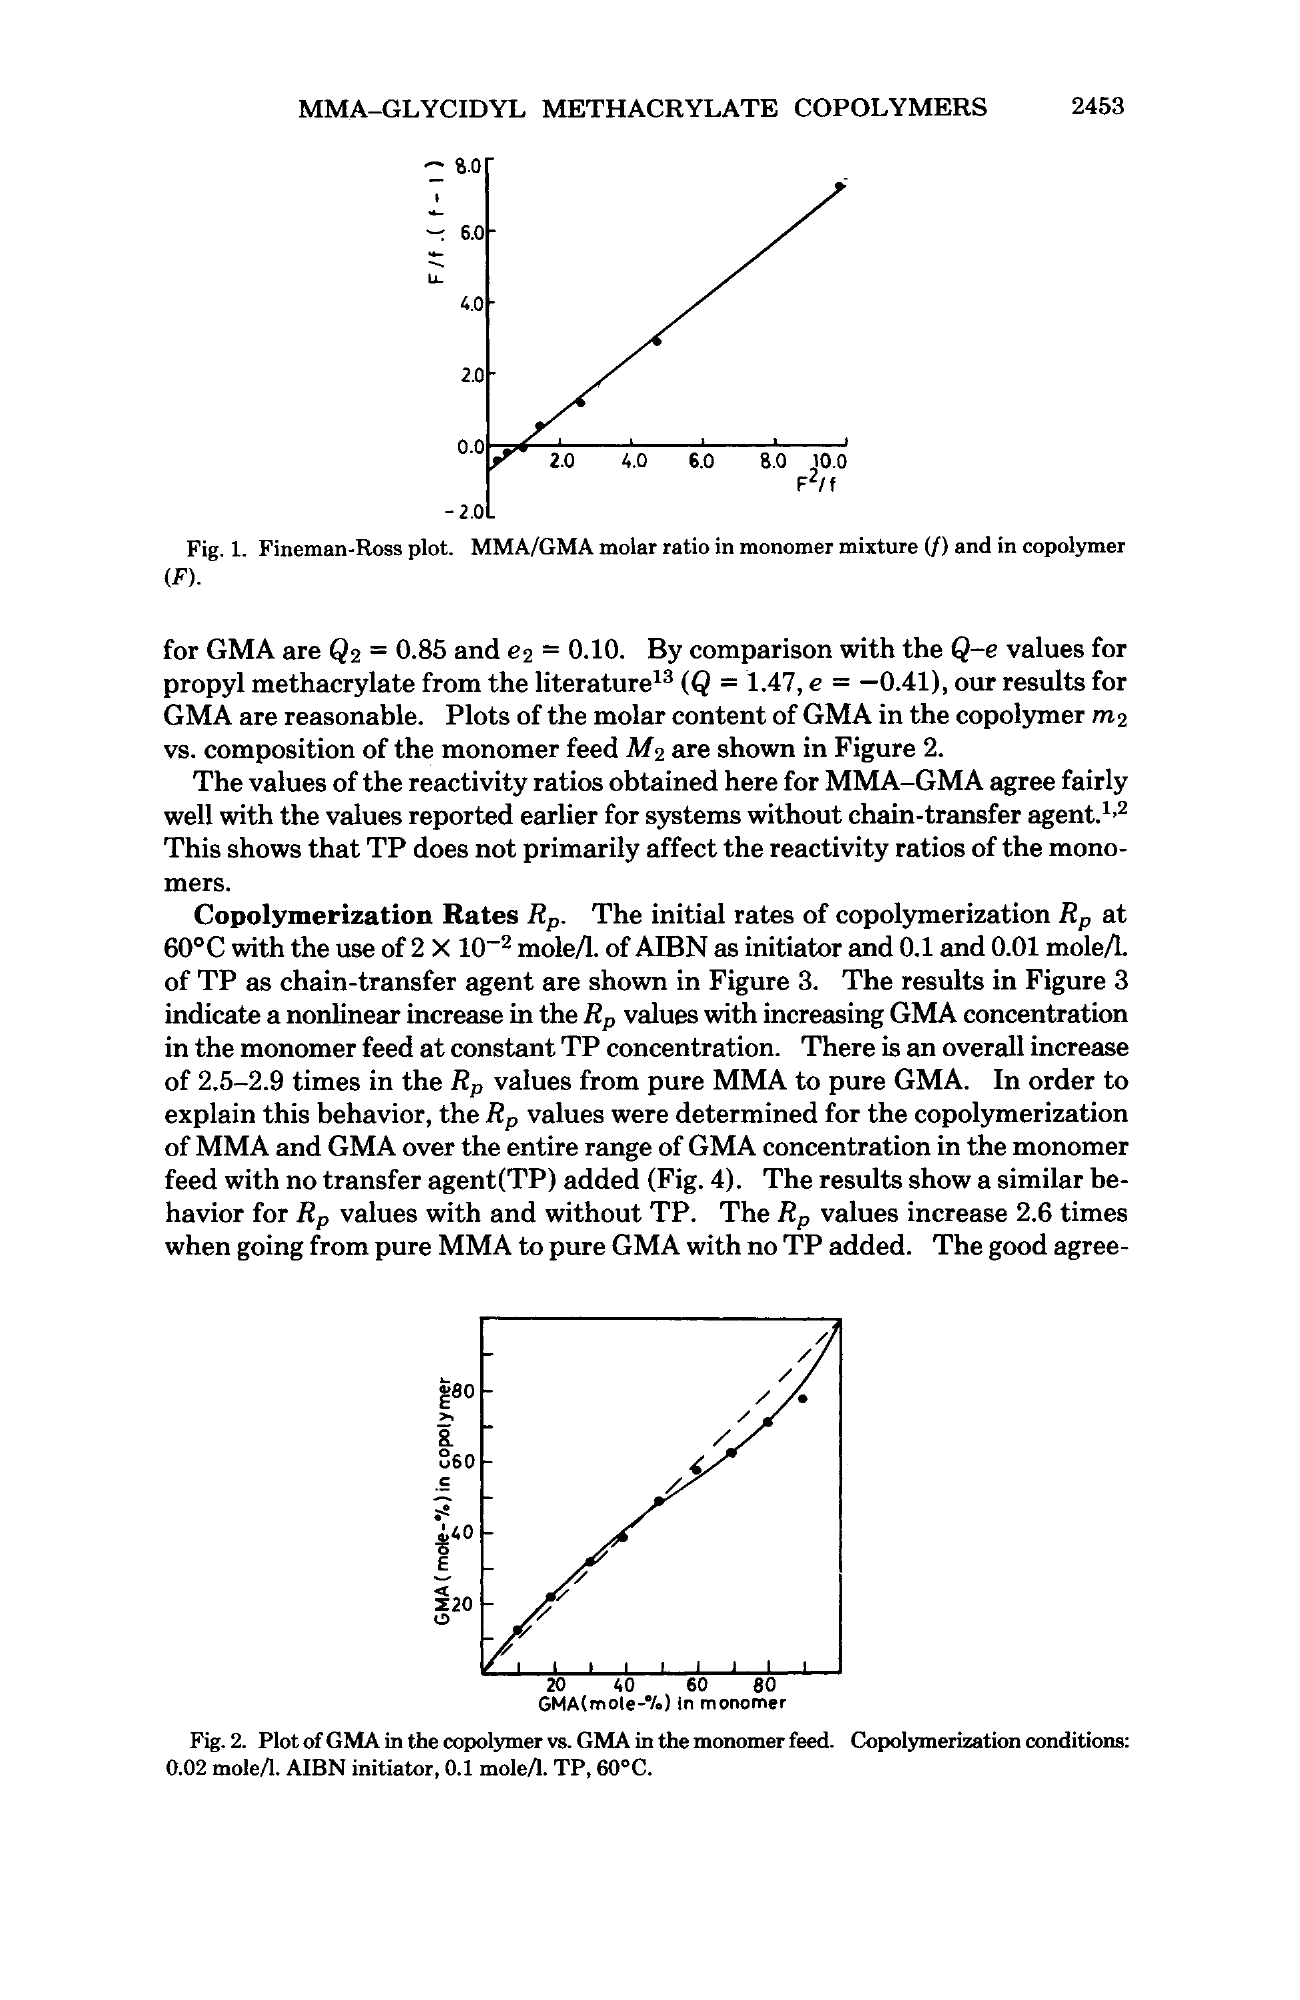 MMA–GLYCIDYL METHACRYLATE COPOLYMERS 2453
F/f .( f - 1 )
8.0
6.0
4.0
2.0
0.0
-2.0
2.0 4.0 6.0 8.0 10.0
F²/f
Fig. 1. Fineman-Ross plot. MMA/GMA molar ratio in monomer mixture (f) and in copolymer
(F).
for GMA are Q₂ = 0.85 and e₂ = 0.10. By comparison with the Q–e values for
propyl methacrylate from the literature¹³ (Q = 1.47, e = −0.41), our results for
GMA are reasonable. Plots of the molar content of GMA in the copolymer m₂
vs. composition of the monomer feed M₂ are shown in Figure 2.
The values of the reactivity ratios obtained here for MMA–GMA agree fairly
well with the values reported earlier for systems without chain-transfer agent.¹,²
This shows that TP does not primarily affect the reactivity ratios of the mono-
mers.
Copolymerization Rates Rₚ. The initial rates of copolymerization Rₚ at
60°C with the use of 2 × 10⁻² mole/l. of AIBN as initiator and 0.1 and 0.01 mole/l.
of TP as chain-transfer agent are shown in Figure 3. The results in Figure 3
indicate a nonlinear increase in the Rₚ values with increasing GMA concentration
in the monomer feed at constant TP concentration. There is an overall increase
of 2.5–2.9 times in the Rₚ values from pure MMA to pure GMA. In order to
explain this behavior, the Rₚ values were determined for the copolymerization
of MMA and GMA over the entire range of GMA concentration in the monomer
feed with no transfer agent(TP) added (Fig. 4). The results show a similar be-
havior for Rₚ values with and without TP. The Rₚ values increase 2.6 times
when going from pure MMA to pure GMA with no TP added. The good agree-
GMA(mole-%) in copolymer
80
60
40
20
20 40 60 80
GMA(mole-%) in monomer
Fig. 2. Plot of GMA in the copolymer vs. GMA in the monomer feed. Copolymerization conditions:
0.02 mole/l. AIBN initiator, 0.1 mole/l. TP, 60°C.